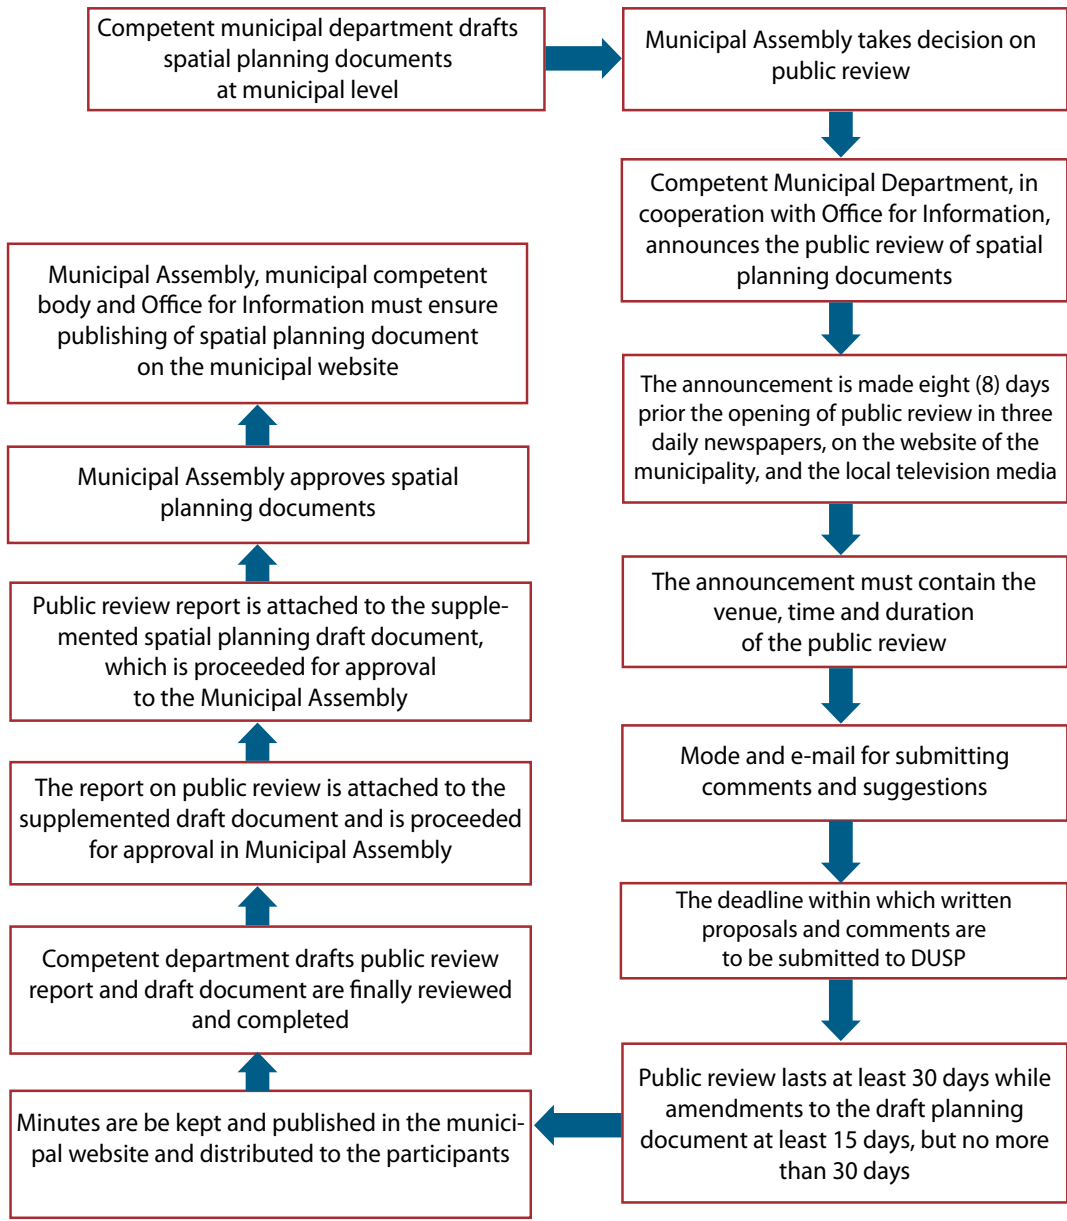 Competent municipal department drafts
spatial planning documents
at municipal level
Municipal Assembly takes decision on
public review
Competent Municipal Department, in
cooperation with Office for Information,
announces the public review of spatial
planning documents
The announcement is made eight (8) days
prior the opening of public review in three
daily newspapers, on the website of the
municipality, and the local television media
The announcement must contain the
venue, time and duration
of the public review
Mode and e-mail for submitting
comments and suggestions
The deadline within which written
proposals and comments are
to be submitted to DUSP
Public review lasts at least 30 days while
amendments to the draft planning
document at least 15 days, but no more
than 30 days
Minutes are be kept and published in the munici-
pal website and distributed to the participants
Competent department drafts public review
report and draft document are finally reviewed
and completed
The report on public review is attached to the
supplemented draft document and is proceeded
for approval in Municipal Assembly
Public review report is attached to the supple-
mented spatial planning draft document,
which is proceeded for approval
to the Municipal Assembly
Municipal Assembly approves spatial
planning documents
Municipal Assembly, municipal competent
body and Office for Information must ensure
publishing of spatial planning document
on the municipal website